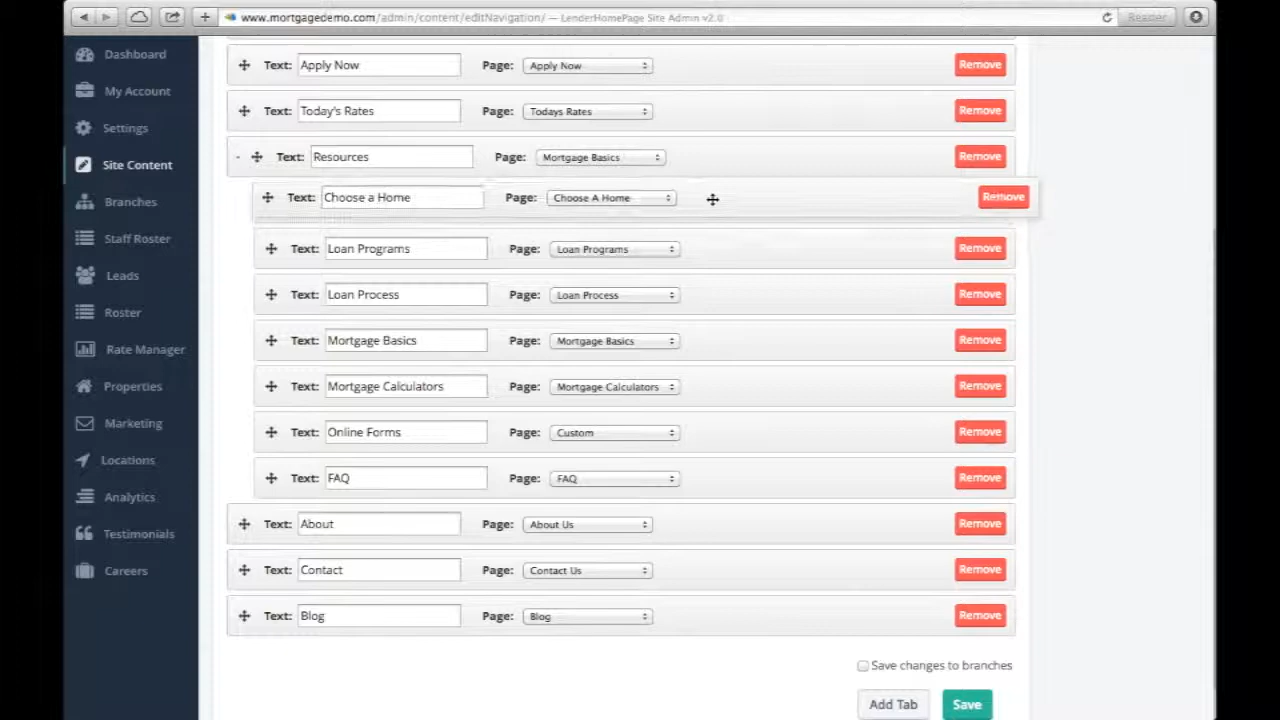 www.mortgagedemo.com/admin/content/editNavigation/ — LenderHomePage Site Admin v2.0
Reader
Dashboard
My Account
Settings
Site Content
Branches
Staff Roster
Leads
Roster
Rate Manager
Properties
Marketing
Locations
Analytics
Testimonials
Careers
Text: Apply Now Page: Apply Now Remove
Text: Today's Rates Page: Todays Rates Remove
- Text: Resources Page: Mortgage Basics Remove
Text: Choose a Home Page: Choose A Home Remove
Text: Loan Programs Page: Loan Programs Remove
Text: Loan Process Page: Loan Process Remove
Text: Mortgage Basics Page: Mortgage Basics Remove
Text: Mortgage Calculators Page: Mortgage Calculators Remove
Text: Online Forms Page: Custom Remove
Text: FAQ Page: FAQ Remove
Text: About Page: About Us Remove
Text: Contact Page: Contact Us Remove
Text: Blog Page: Blog Remove
Save changes to branches
Add Tab Save